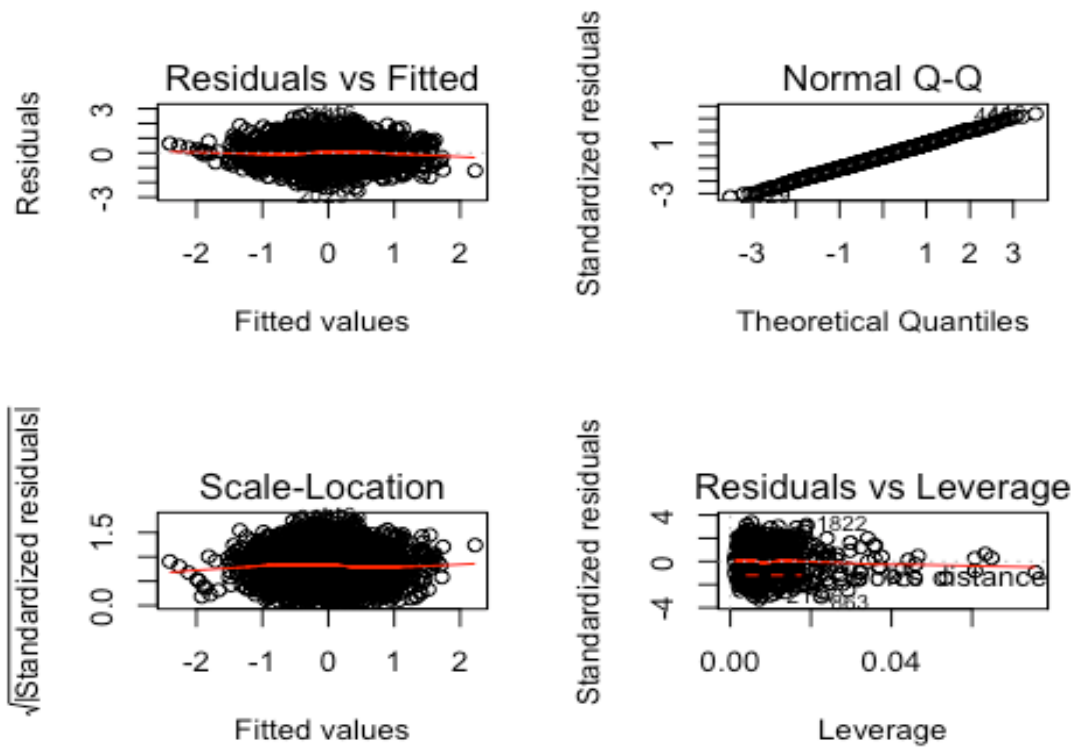 Residuals vs Fitted
Residuals
3
0
-3
-2 -1 0 1 2
Fitted values
Normal Q-Q
Standardized residuals
1
-3
-3 -1 1 2 3
Theoretical Quantiles
Scale-Location
√|Standardized residuals|
1.5
0.0
-2 -1 0 1 2
Fitted values
Residuals vs Leverage
Standardized residuals
4
0
-4
1822
distance
0.00 0.04
Leverage